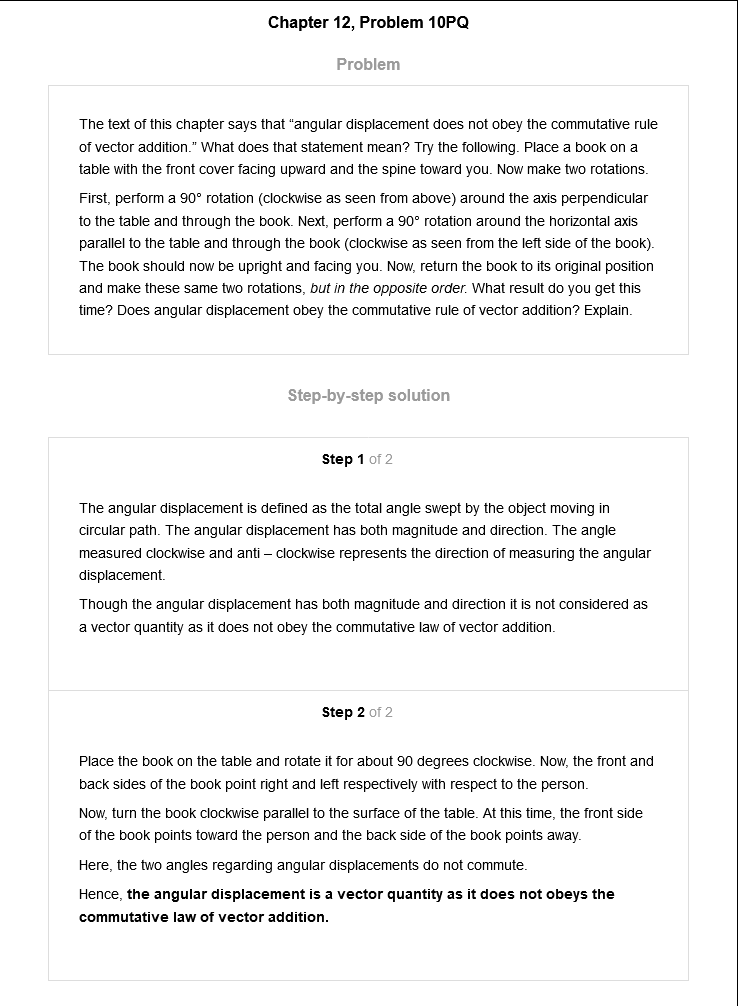 Chapter 12, Problem 10PQ
Problem
The text of this chapter says that “angular displacement does not obey the commutative rule
of vector addition.” What does that statement mean? Try the following. Place a book on a
table with the front cover facing upward and the spine toward you. Now make two rotations.
First, perform a 90° rotation (clockwise as seen from above) around the axis perpendicular
to the table and through the book. Next, perform a 90° rotation around the horizontal axis
parallel to the table and through the book (clockwise as seen from the left side of the book).
The book should now be upright and facing you. Now, return the book to its original position
and make these same two rotations, but in the opposite order. What result do you get this
time? Does angular displacement obey the commutative rule of vector addition? Explain.
Step-by-step solution
Step 1 of 2
The angular displacement is defined as the total angle swept by the object moving in
circular path. The angular displacement has both magnitude and direction. The angle
measured clockwise and anti – clockwise represents the direction of measuring the angular
displacement.
Though the angular displacement has both magnitude and direction it is not considered as
a vector quantity as it does not obey the commutative law of vector addition.
Step 2 of 2
Place the book on the table and rotate it for about 90 degrees clockwise. Now, the front and
back sides of the book point right and left respectively with respect to the person.
Now, turn the book clockwise parallel to the surface of the table. At this time, the front side
of the book points toward the person and the back side of the book points away.
Here, the two angles regarding angular displacements do not commute.
Hence, the angular displacement is a vector quantity as it does not obeys the
commutative law of vector addition.